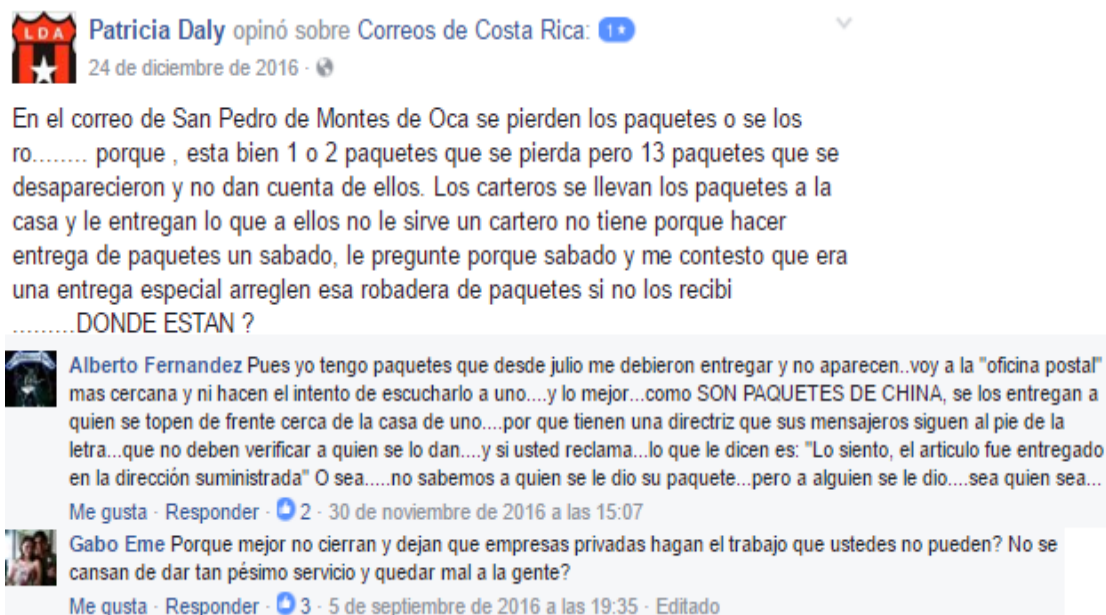 LDA
Patricia Daly opinó sobre Correos de Costa Rica: 1★
24 de diciembre de 2016 ·
En el correo de San Pedro de Montes de Oca se pierden los paquetes o se los
ro........ porque , esta bien 1 o 2 paquetes que se pierda pero 13 paquetes que se
desaparecieron y no dan cuenta de ellos. Los carteros se llevan los paquetes a la
casa y le entregan lo que a ellos no le sirve un cartero no tiene porque hacer
entrega de paquetes un sabado, le pregunte porque sabado y me contesto que era
una entrega especial arreglen esa robadera de paquetes si no los recibi
.........DONDE ESTAN ?
Alberto Fernandez Pues yo tengo paquetes que desde julio me debieron entregar y no aparecen..voy a la "oficina postal"
mas cercana y ni hacen el intento de escucharlo a uno....y lo mejor...como SON PAQUETES DE CHINA, se los entregan a
quien se topen de frente cerca de la casa de uno....por que tienen una directriz que sus mensajeros siguen al pie de la
letra...que no deben verificar a quien se lo dan....y si usted reclama...lo que le dicen es: "Lo siento, el articulo fue entregado
en la dirección suministrada" O sea.....no sabemos a quien se le dio su paquete...pero a alguien se le dio....sea quien sea...
Me gusta · Responder · 2 · 30 de noviembre de 2016 a las 15:07
Gabo Eme Porque mejor no cierran y dejan que empresas privadas hagan el trabajo que ustedes no pueden? No se
cansan de dar tan pésimo servicio y quedar mal a la gente?
Me gusta · Responder · 3 · 5 de septiembre de 2016 a las 19:35 · Editado